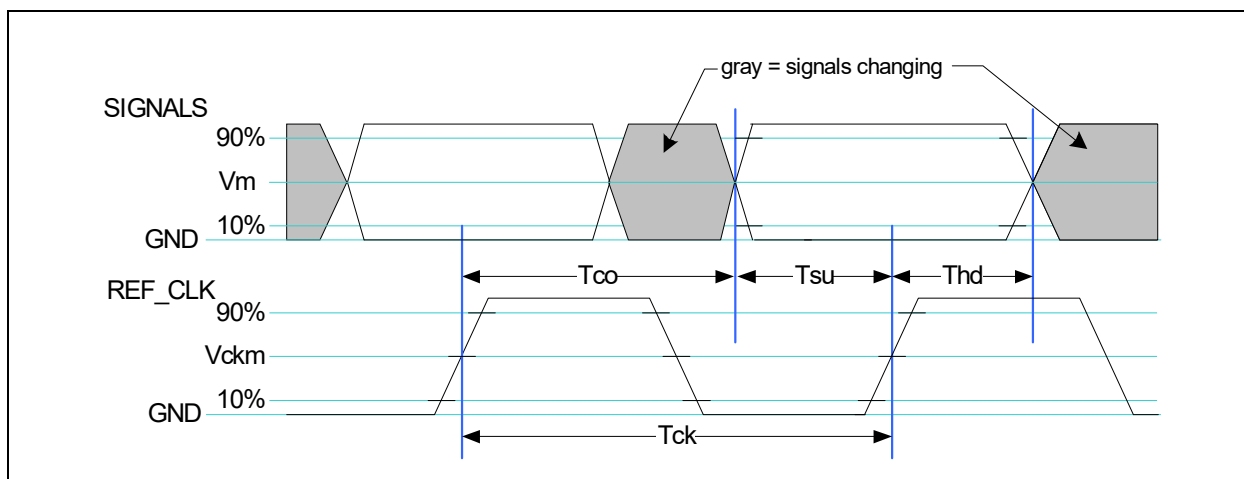 gray = signals changing
SIGNALS
90%
Vm
10%
GND
Tco
Tsu
Thd
REF_CLK
90%
Vckm
10%
GND
Tck